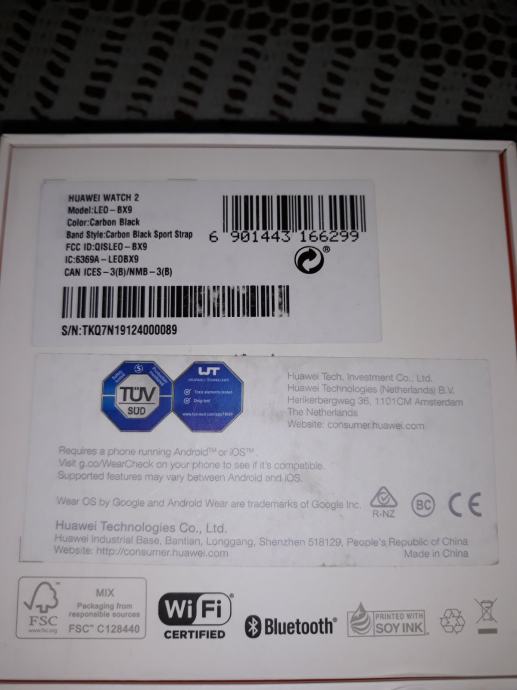 HUAWEI WATCH 2
Model:LEO-BX9
Color:Carbon Black
Band Style:Carbon Black Sport Strap
FCC ID:QISLEO-BX9
IC:6369A-LEOBX9
CAN ICES-3(B)/NMB-3(B)
6 901443 166299
S/N:TKQ7N19124000089
TÜV
SÜD
Huawei Tech. Investment Co., Ltd.
Huawei Technologies (Netherlands) B.V.
Herikerbergweg 36, 1101CM Amsterdam
The Netherlands
Website: consumer.huawei.com
Requires a phone running Android™ or iOS™.
Visit g.co/WearCheck on your phone to see if it's compatible.
Supported features may vary between Android and iOS.
Wear OS by Google and Android Wear are trademarks of Google Inc.
R-NZ
BC
CE
Huawei Technologies Co., Ltd.
Huawei Industrial Base, Bantian, Longgang, Shenzhen 518129, People's Republic of China
Website: http://consumer.huawei.com
Made in China
FSC
www.fsc.org
MIX
Packaging from
responsible sources
FSC™ C128440
Wi Fi
CERTIFIED
Bluetooth®
PRINTED WITH
SOY INK